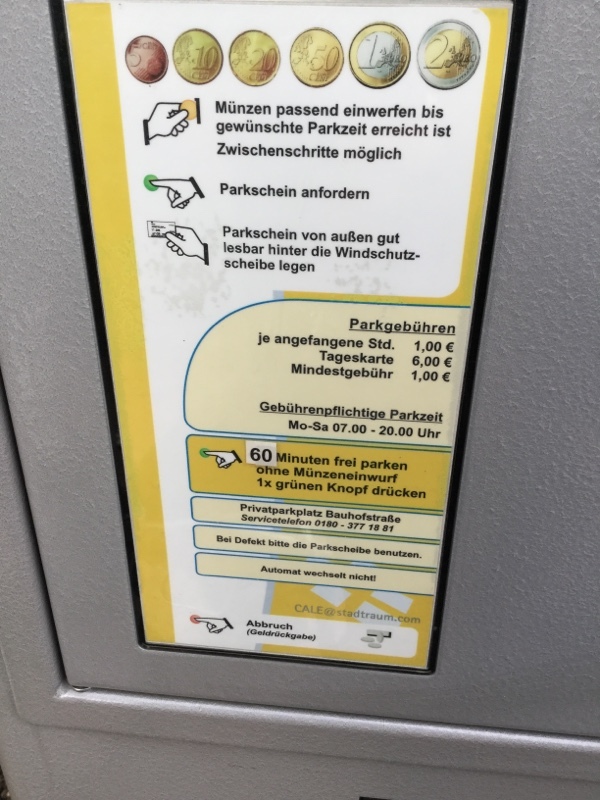 5 CENT 10 CENT 20 CENT 50 CENT 1 2
Münzen passend einwerfen bis
gewünschte Parkzeit erreicht ist
Zwischenschritte möglich
Parkschein anfordern
Parkschein von außen gut
lesbar hinter die Windschutz-
scheibe legen
Parkgebühren
je angefangene Std. 1,00 €
Tageskarte 6,00 €
Mindestgebühr 1,00 €
Gebührenpflichtige Parkzeit
Mo-Sa 07.00 - 20.00 Uhr
60 Minuten frei parken
ohne Münzeneinwurf
1x grünen Knopf drücken
Privatparkplatz Bauhofstraße
Servicetelefon 0180 - 377 18 81
Bei Defekt bitte die Parkscheibe benutzen.
Automat wechselt nicht!
CALE@stadtraum.com
Abbruch
(Geldrückgabe)